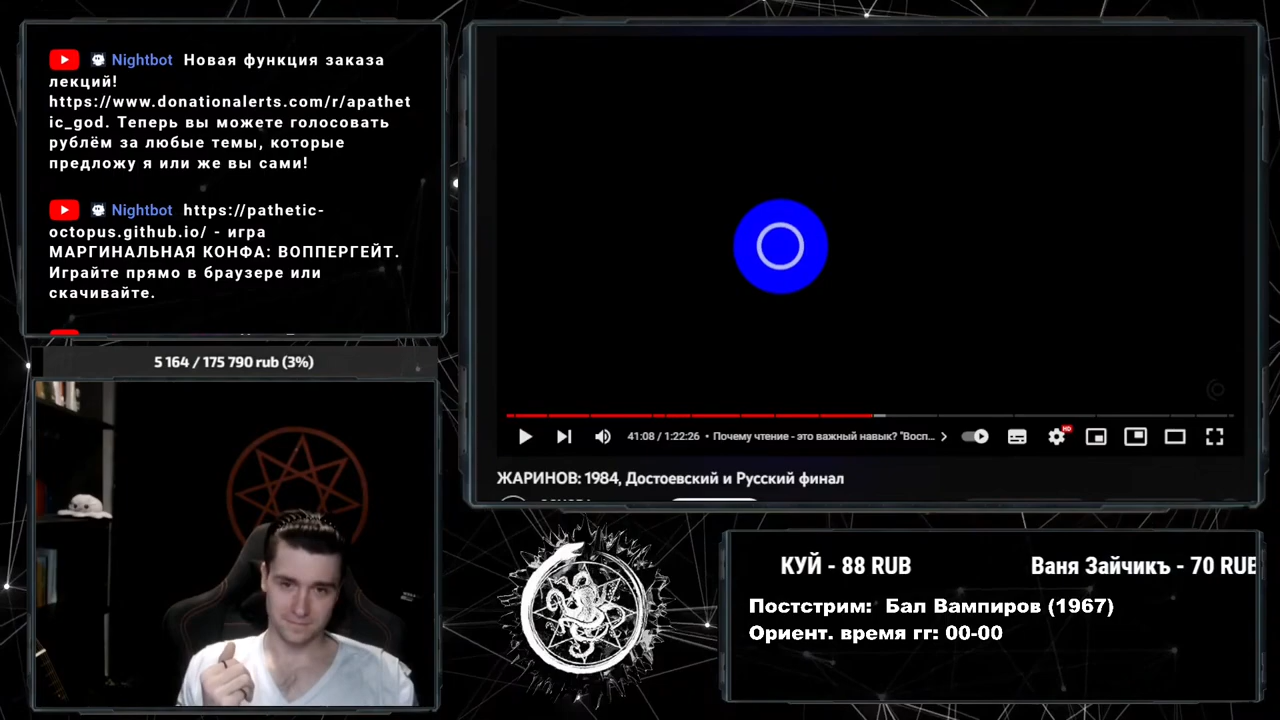 Nightbot Новая функция заказа
лекций!
https://www.donationalerts.com/r/apathet
ic_god. Теперь вы можете голосовать
рублём за любые темы, которые
предложу я или же вы сами!
Nightbot https://pathetic-
octopus.github.io/ - игра
МАРГИНАЛЬНАЯ КОНФА: ВОППЕРГЕЙТ.
Играйте прямо в браузере или
скачивайте.
5 164 / 175 790 rub (3%)
41:08 / 1:22:26 • Почему чтение - это важный навык? "Восп...
HD
ЖАРИНОВ: 1984, Достоевский и Русский финал
КУЙ - 88 RUB Ваня Зайчикъ - 70 RUB
Постстрим: Бал Вампиров (1967)
Ориент. время гг: 00-00